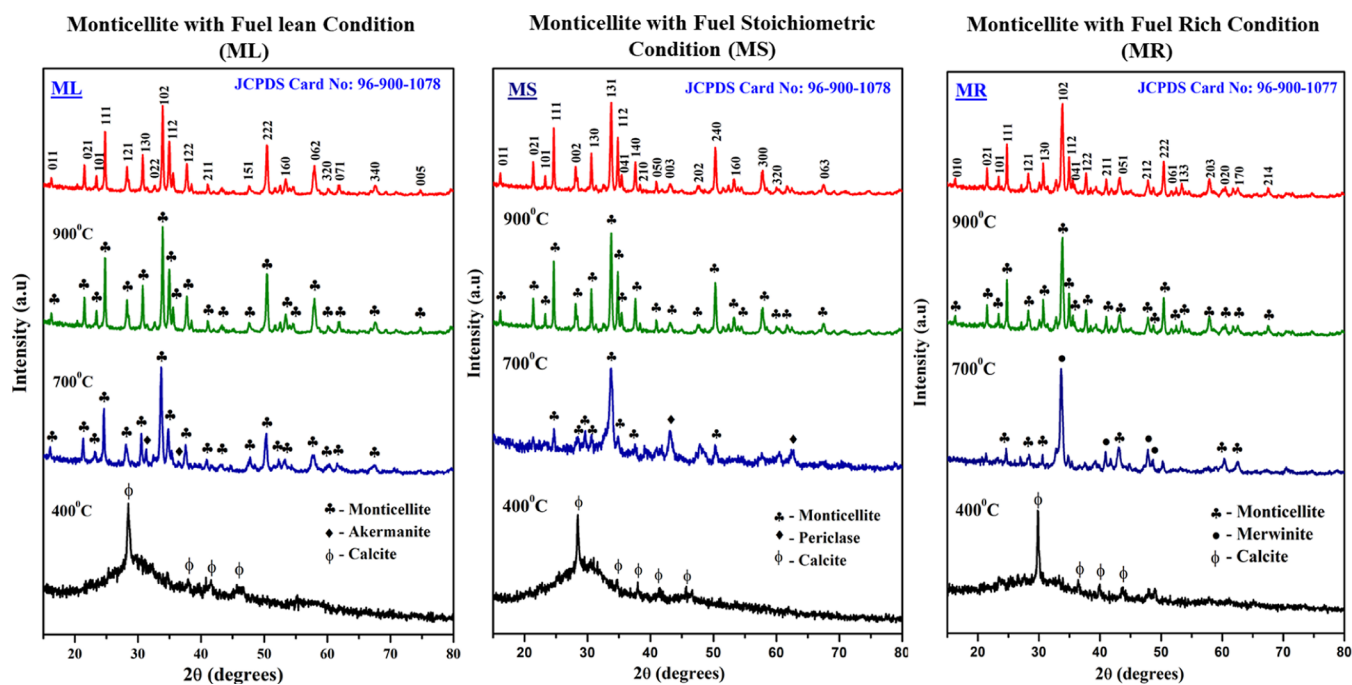 Monticellite with Fuel lean Condition
(ML)
ML
JCPDS Card No: 96-900-1078
011
021
101
111
121
130
022
102
112
122
211
151
222
160
062
320
071
340
005
900⁰C
700⁰C
400⁰C
ϕ
ϕ
ϕ
ϕ
♣ - Monticellite
♦ - Akermanite
ϕ - Calcite
Intensity (a.u)
20 30 40 50 60 70 80
2θ (degrees)
Monticellite with Fuel Stoichiometric
Condition (MS)
MS
JCPDS Card No: 96-900-1078
011
021
101
111
002
130
131
112
041
140
210
050
003
202
240
160
300
220
063
900⁰C
700⁰C
400⁰C
ϕ
ϕ
ϕ
ϕ
ϕ
♣ - Monticellite
♦ - Periclase
ϕ - Calcite
Intensity (a.u)
20 30 40 50 60 70 80
2θ (degrees)
Monticellite with Fuel Rich Condition
(MR)
MR
JCPDS Card No: 96-900-1077
010
021
101
111
121
130
102
112
041
122
211
051
212
222
061
133
203
020
170
214
900⁰C
700⁰C
400⁰C
ϕ
ϕ
ϕ
ϕ
♣ - Monticellite
● - Merwinite
ϕ - Calcite
Intensity (a.u)
20 30 40 50 60 70 80
2θ (degrees)